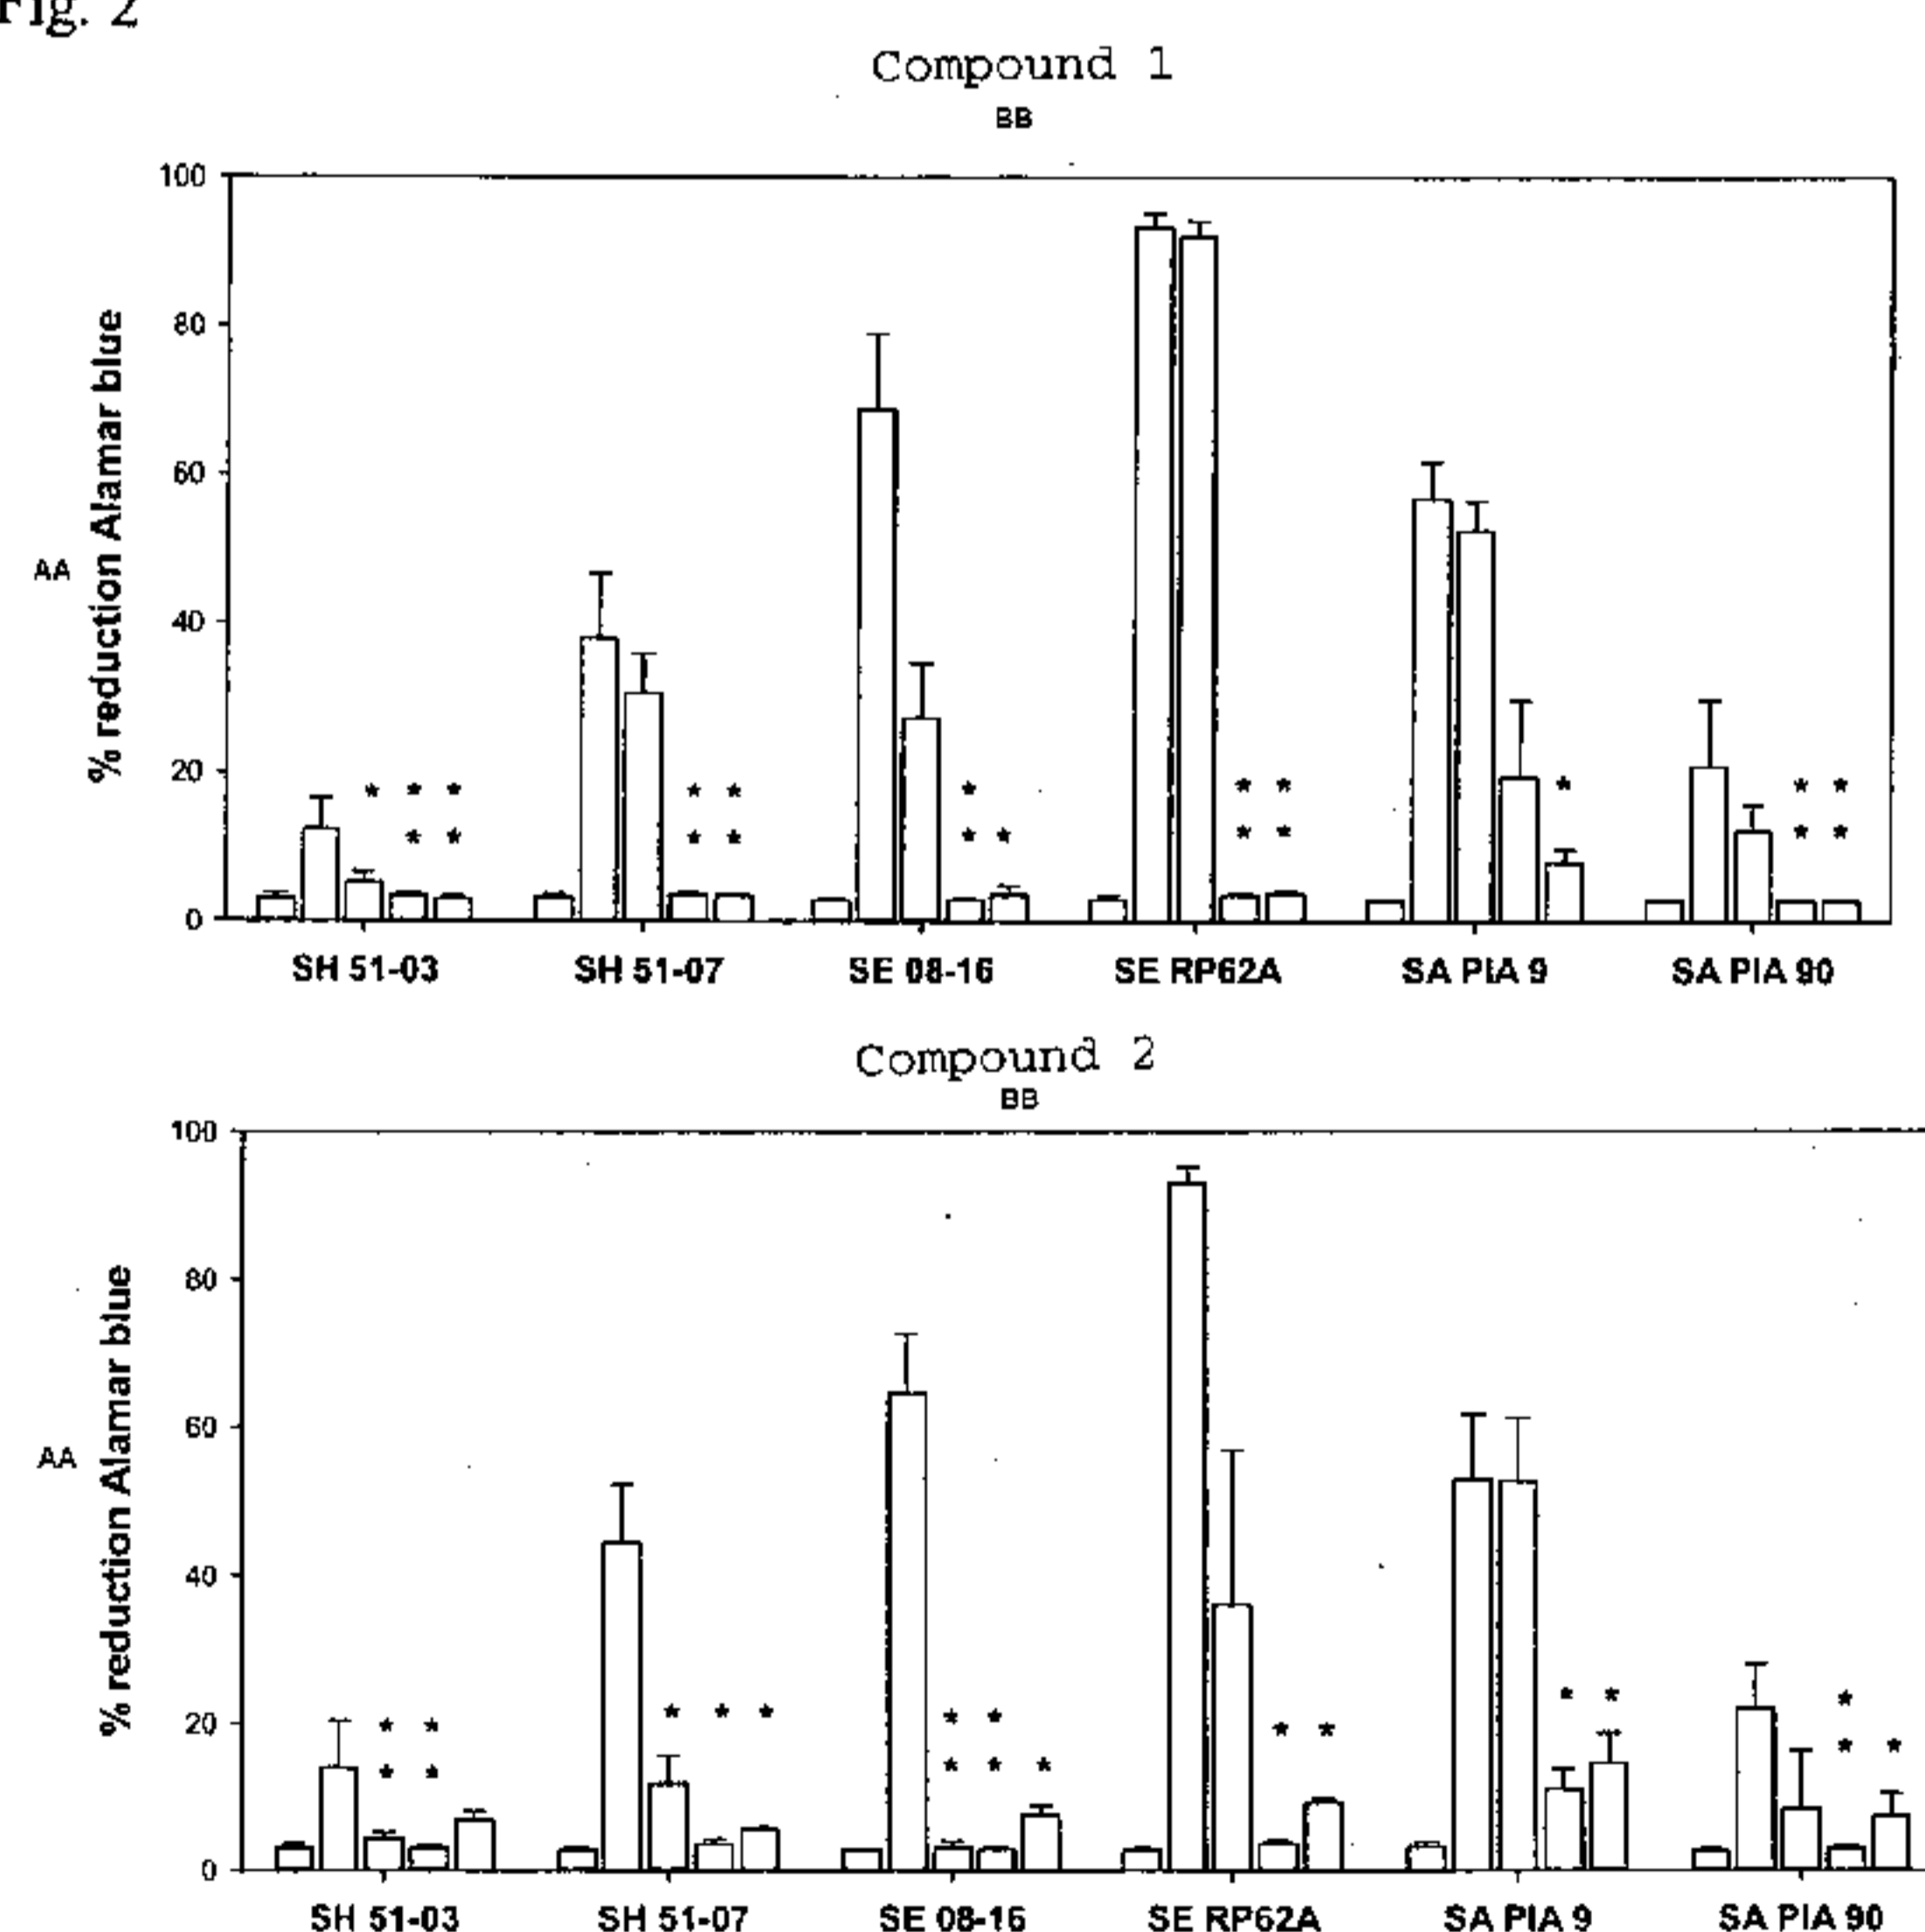 Fig. 2
Compound 1
BB
100
80
60
40
20
0
AA
% reduction Alamar blue
* * * * * * * * * * * *
* * * * * * * * * *
SH 51-03 SH 51-07 SE 08-16 SE RP62A SA PIA 9 SA PIA 90
Compound 2
BB
100
80
60
40
20
0
AA
% reduction Alamar blue
* * * * * * * * * * * *
* * * * * * *
SH 51-03 SH 51-07 SE 08-16 SE RP62A SA PIA 9 SA PIA 90